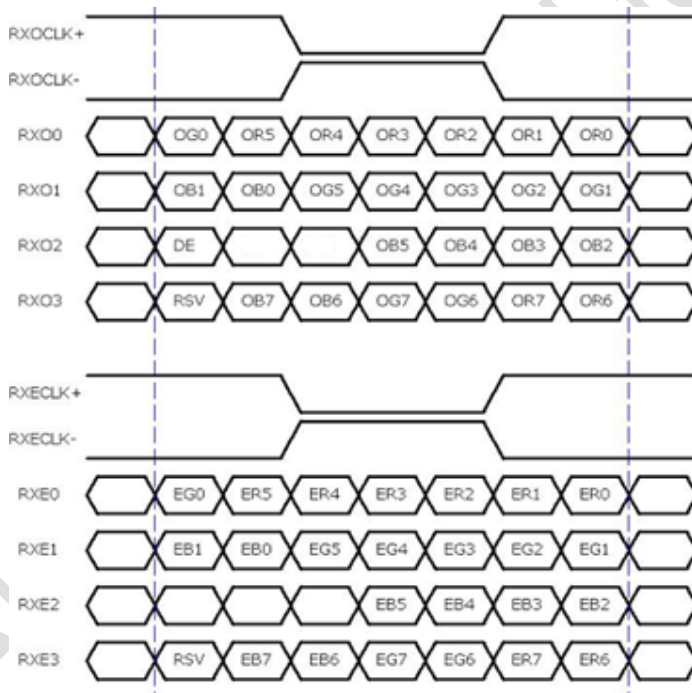 RXOCLK+
RXOCLK-
RXO0 OG0 OR5 OR4 OR3 OR2 OR1 OR0
RXO1 OB1 OB0 OG5 OG4 OG3 OG2 OG1
RXO2 DE OB5 OB4 OB3 OB2
RXO3 RSV OB7 OB6 OG7 OG6 OR7 OR6
RXECLK+
RXECLK-
RXE0 EG0 ER5 ER4 ER3 ER2 ER1 ER0
RXE1 EB1 EB0 EG5 EG4 EG3 EG2 EG1
RXE2 EB5 EB4 EB3 EB2
RXE3 RSV EB7 EB6 EG7 EG6 ER7 ER6